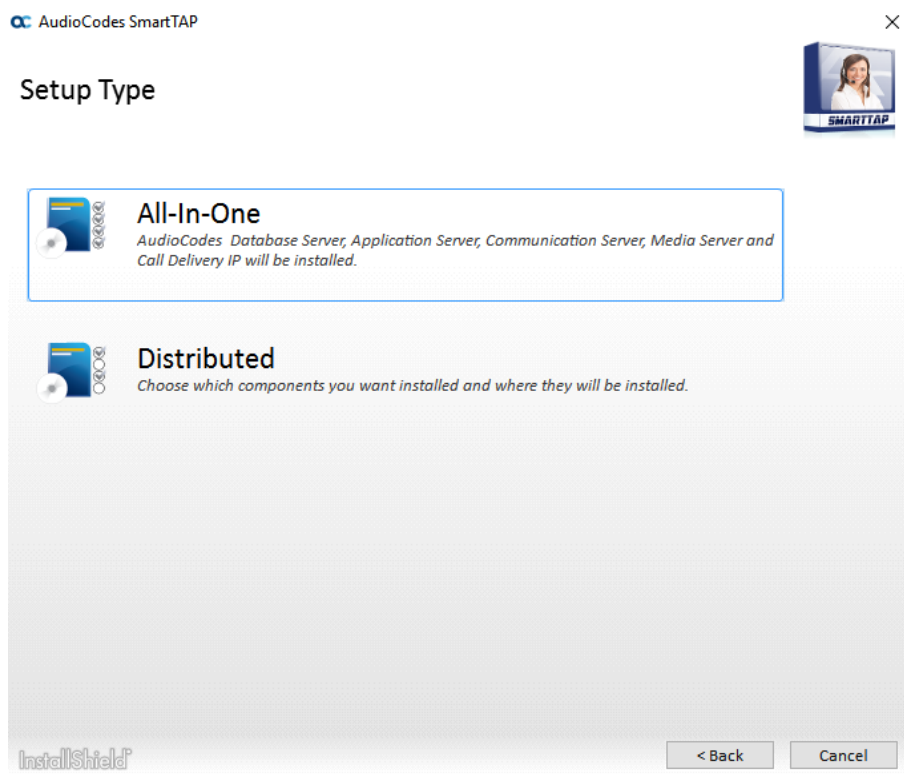 AudioCodes SmartTAP
Setup Type
SMARTTAP
All-In-One
AudioCodes  Database Server, Application Server, Communication Server, Media Server and
Call Delivery IP will be installed.
Distributed
Choose which components you want installed and where they will be installed.
InstallShield
< Back
Cancel